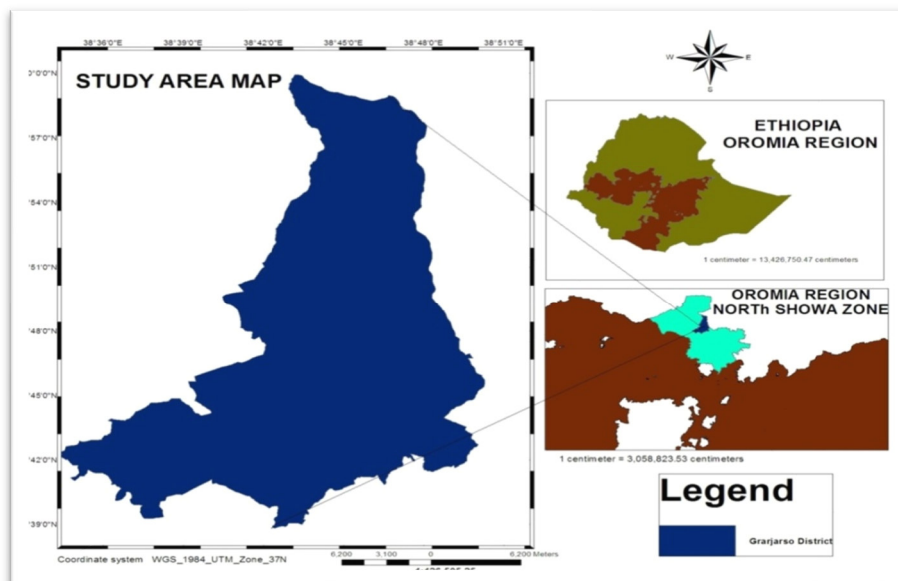 38°36'0"E 38°39'0"E 38°42'0"E 38°45'0"E 38°48'0"E 38°51'0"E
STUDY AREA MAP
°0'0"N
°57'0"N
°54'0"N
°51'0"N
°48'0"N
°45'0"N
°42'0"N
°39'0"N
Coordinate system WGS_1984_UTM_Zone_37N
6,200 3,100 0 6,200 Meters
N
W E
S
ETHIOPIA
OROMIA REGION
1 centimeter = 13,426,750.47 centimeters
OROMIA REGION
NORTh SHOWA ZONE
1 centimeter = 3,058,823.53 centimeters
Legend
Grarjarso District